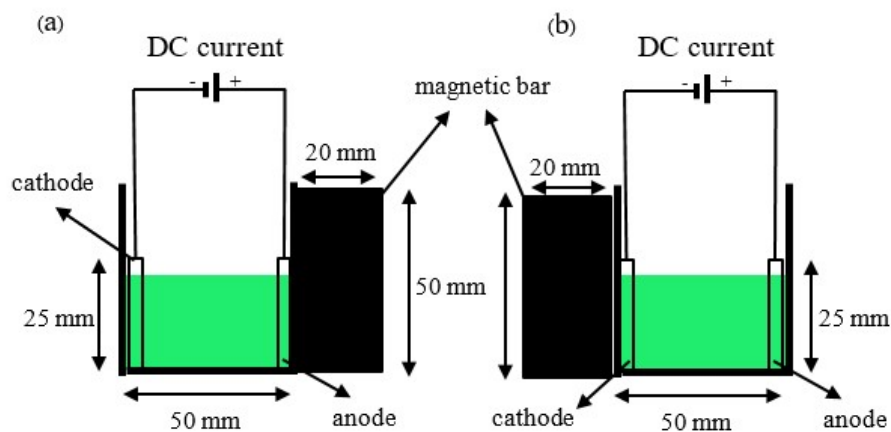 (a)
DC current
- +
magnetic bar
20 mm
cathode
25 mm
50 mm
50 mm
anode
(b)
DC current
- +
20 mm
25 mm
cathode
50 mm
anode